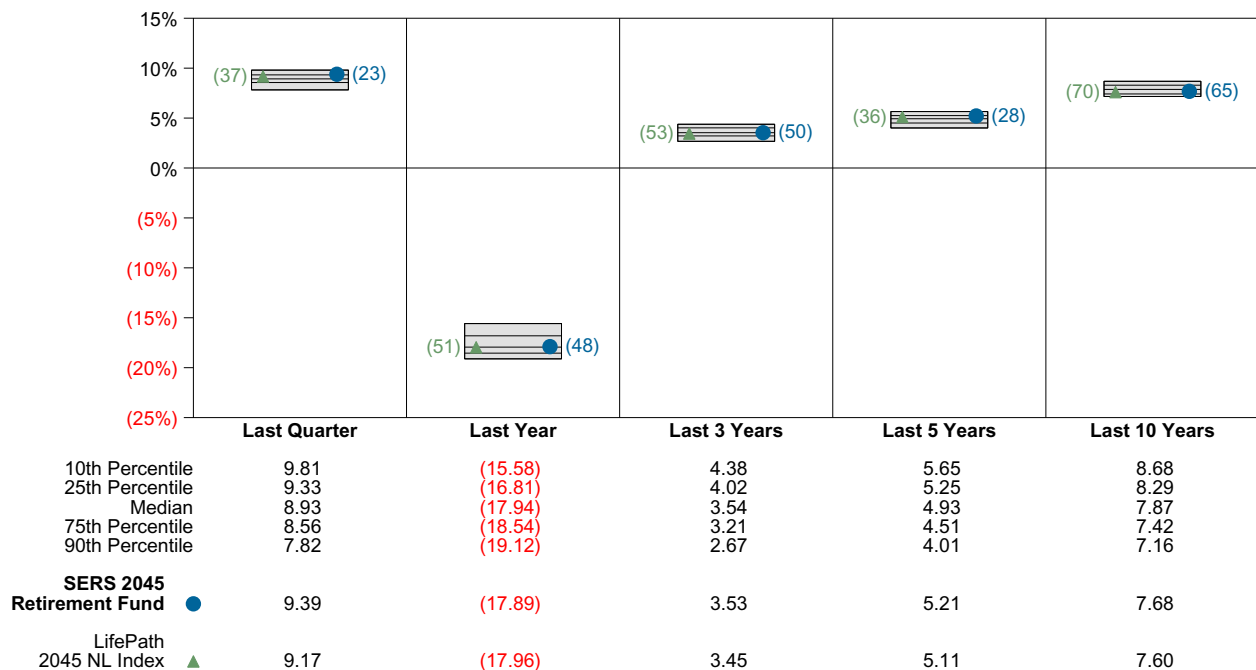 15%
10%
5%
0%
(5%)
(10%)
(15%)
(20%)
(25%)
(37) (23)
(51) (48)
(53) (50)
(36) (28)
(70) (65)
Last Quarter Last Year Last 3 Years Last 5 Years Last 10 Years
10th Percentile 9.81 (15.58) 4.38 5.65 8.68
25th Percentile 9.33 (16.81) 4.02 5.25 8.29
Median 8.93 (17.94) 3.54 4.93 7.87
75th Percentile 8.56 (18.54) 3.21 4.51 7.42
90th Percentile 7.82 (19.12) 2.67 4.01 7.16
SERS 2045
Retirement Fund 9.39 (17.89) 3.53 5.21 7.68
LifePath
2045 NL Index 9.17 (17.96) 3.45 5.11 7.60